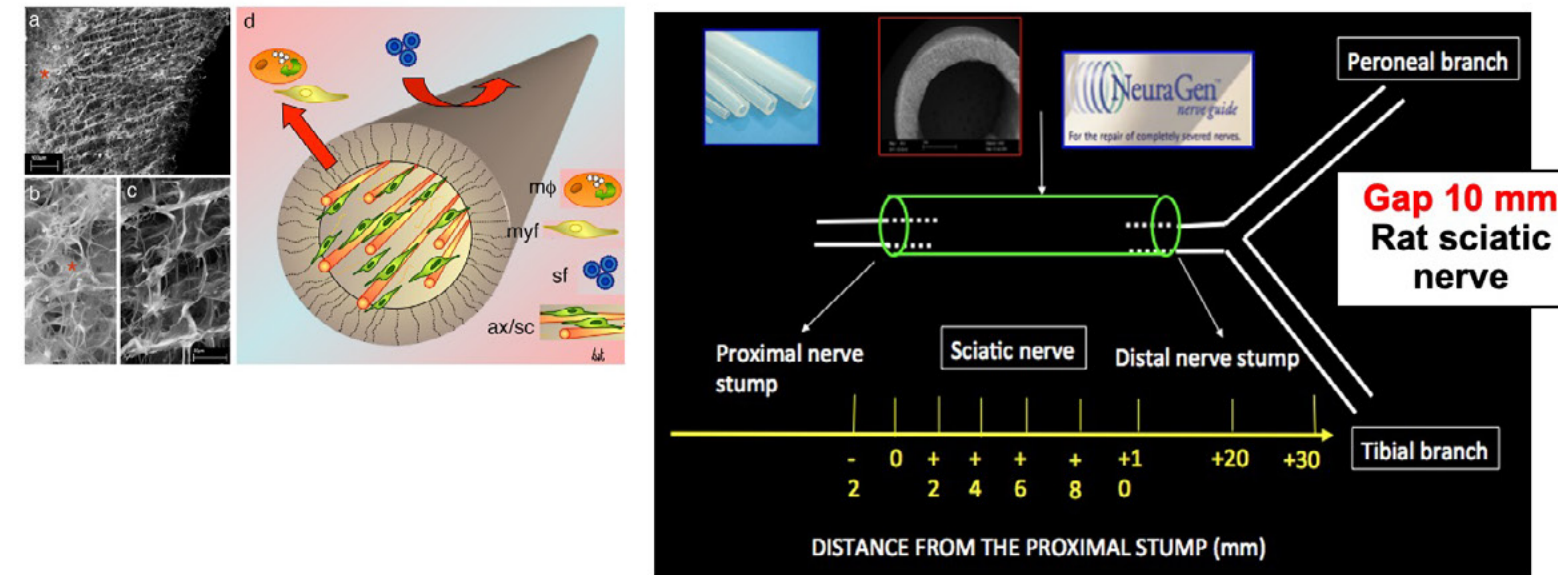 a
100µm
b
c
d
mϕ
myf
sf
ax/sc
NeuraGen™
nerve guide
For the repair of completely severed nerves.
Peroneal branch
Gap 10 mm
Rat sciatic
nerve
Proximal nerve
stump
Sciatic nerve
Distal nerve stump
Tibial branch
-
2
0
+
2
+
4
+
6
+
8
+1
0
+20
+30
DISTANCE FROM THE PROXIMAL STUMP (mm)